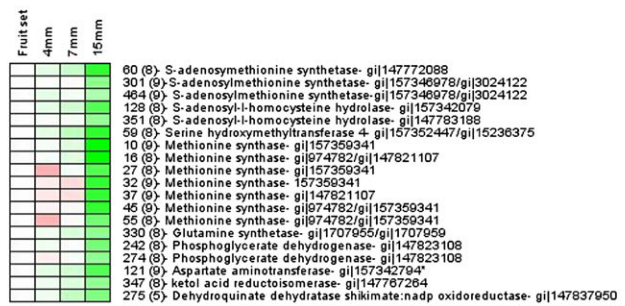 Fruit set
4mm
7mm
15mm
60 (8)- S-adenosymethionine synthetase- gi|147772088
301 (9)-S-adenosylmethionine synthetase- gi|157346978/gi|3024122
464 (9)-S-adenosylmethionine synthetase-gi|157346978/gi|3024122
128 (8)- S-adenosyl-l-homocysteine hydrolase- gi|157342079
351 (8)- S-adenosyl-l-homocysteine hydrolase- gi|147783188
59 (8)- Serine hydroxymethyltransferase 4- gi|157352447/gi|15236375
10 (9)- Methionine synthase- gi|157359341
16 (8)- Methionine synthase- gi|974782/gi|147821107
27 (8)- Methionine synthase- gi|157359341
32 (9)- Methionine synthase- 157359341
37 (9)- Methionine synthase- gi|147821107
45 (9)- Methionine synthase- gi|974782/gi|157359341
55 (8)- Methionine synthase- gi|974782/gi|157359341
330 (8)- Glutamine synthetase- gi|1707955/gi|1707959
242 (8)- Phosphoglycerate dehydrogenase- gi|147823108
274 (8)- Phosphoglycerate dehydrogenase- gi|147823108
121 (9)- Aspartate aminotransferase- gi|157342794*
347 (8)- ketol acid reductoisomerase- gi|147767264
275 (5)- Dehydroquinate dehydratase shikimate:nadp oxidoreductase- gi|147837950